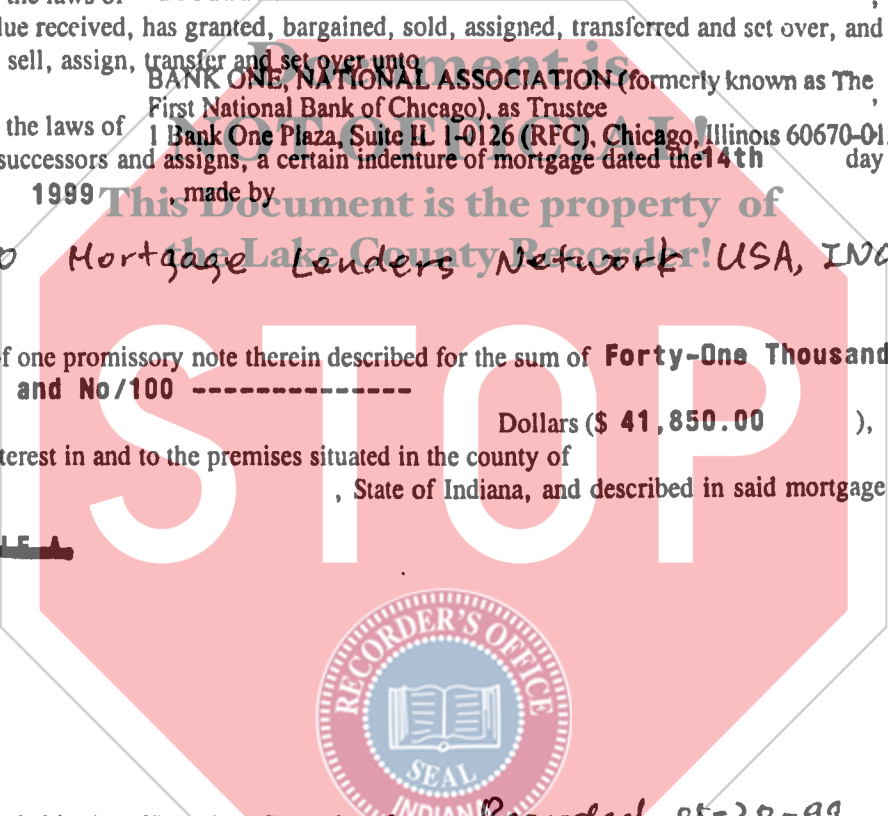 the laws of
lue received, has granted, bargained, sold, assigned, transferred and set over, and
sell, assign, transfer and set over unto
Document is
BANK ONE, NATIONAL ASSOCIATION (formerly known as The
First National Bank of Chicago), as Trustee
the laws of
1 Bank One Plaza, Suite IL 1-0126 (RFC), Chicago, Illinois 60670-01
NOT OFFICIAL!
successors and assigns, a certain indenture of mortgage dated the 14th day
1999 , made by
This Document is the property of
the Lake County Recorder!
o Mortgage Lenders Network USA, INC
STOP
f one promissory note therein described for the sum of Forty-One Thousand
and No/100 ---------------
Dollars ($ 41,850.00 ),
terest in and to the premises situated in the county of
, State of Indiana, and described in said mortgage
LE A
RECORDER'S OFFICE
SEAL
INDIANA
Recorded 05-20-99